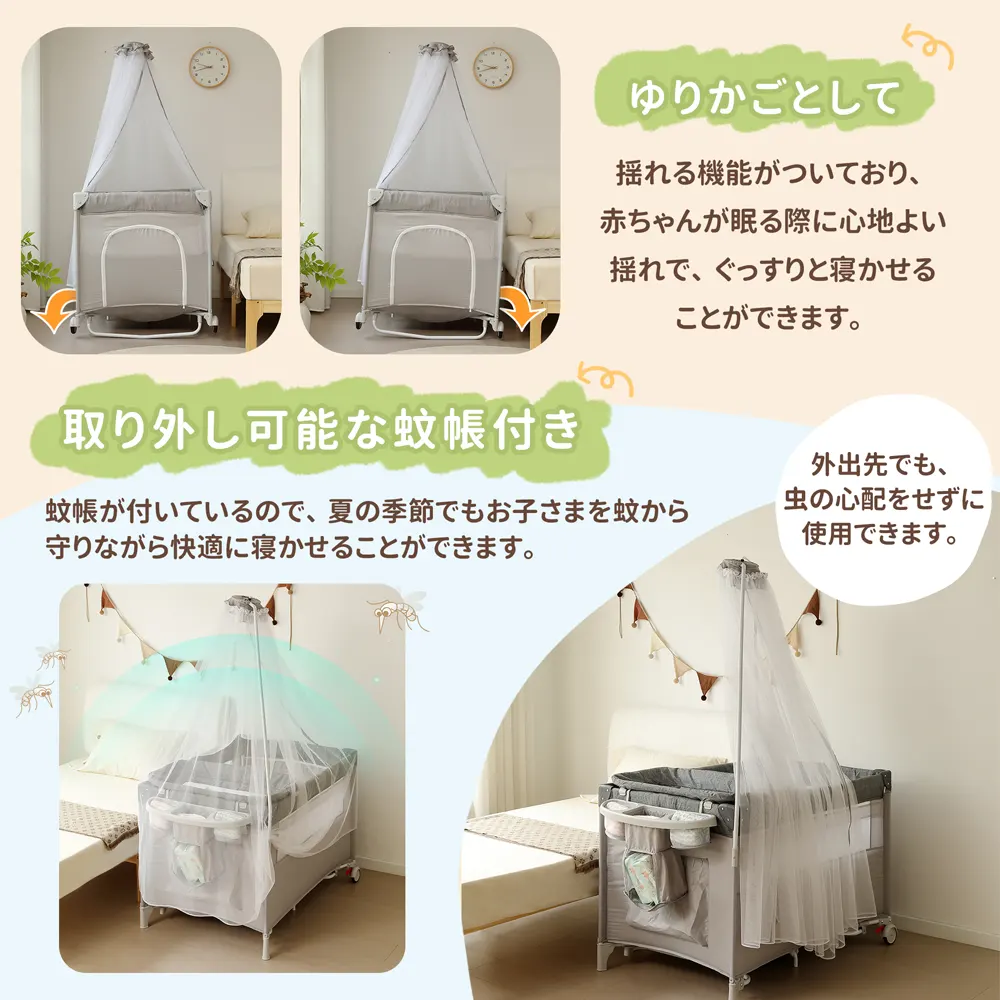 ゆりかごとして
揺れる機能がついており、
赤ちゃんが眠る際に心地よい
揺れで、ぐっすりと寝かせる
ことができます。
取り外し可能な蚊帳付き
蚊帳が付いているので、夏の季節でもお子さまを蚊から
守りながら快適に寝かせることができます。
外出先でも、
虫の心配をせずに
使用できます。